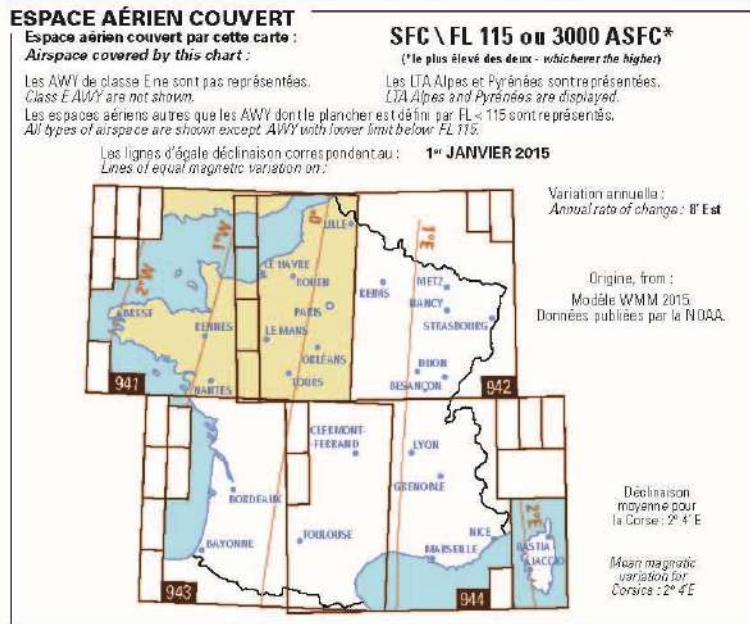 ESPACE AÉRIEN COUVERT
Espace aérien couvert par cette carte :
Airspace covered by this chart :
SFC \ FL 115 ou 3000 ASFC*
(*le plus élevé des deux - whichever the higher)
Les AWY de classe E ne sont pas représentées.
Class E AWY are not shown.
Les LTA Alpes et Pyrénées sont représentées.
LTA Alpes and Pyrénées are displayed.
Les espaces aériens autres que les AWY dont le plancher est défini par FL < 115 sont représentés.
All types of airspace are shown except AWY with lower limit below FL 115.
Les lignes d'égale déclinaison correspondent au : 1er JANVIER 2015
Lines of equal magnetic variation on :
Variation annuelle :
Annual rate of change : 8' Est
Origine, from :
Modèle WMM 2015
Données publiées par la NOAA.
2°W
1°W
0°
1°E
LILLE
LE HAVRE
ROUEN
REIMS
METZ
NANCY
PARIS
STRASBOURG
BREST
RENNES
LE MANS
ORLÉANS
DIJON
BESANÇON
NANTES
TOURS
941
942
CLERMONT-
FERRAND
LYON
GRENOBLE
BORDEAUX
TOULOUSE
BAYONNE
MARSEILLE
NICE
2°E
BASTIA
AJACCIO
943
944
Déclinaison
moyenne pour
la Corse : 2° 4' E
Mean magnetic
variation for
Corsica : 2° 4'E